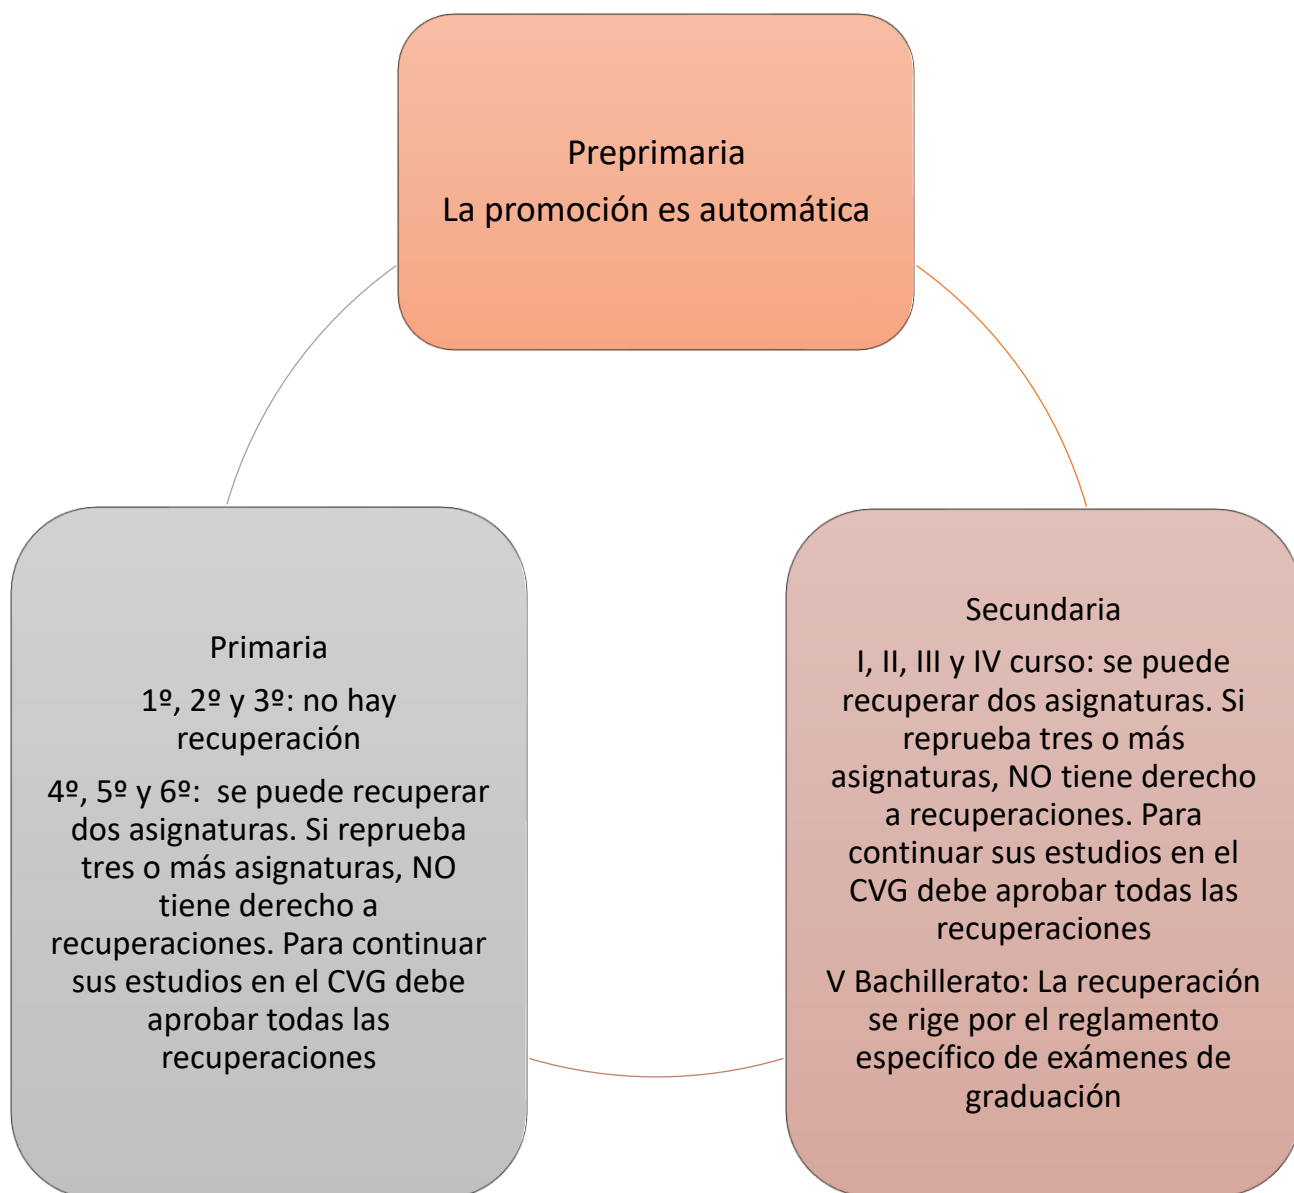 Preprimaria
La promoción es automática
Primaria
1º, 2º y 3º: no hay
recuperación
4º, 5º y 6º:  se puede recuperar
dos asignaturas. Si reprueba
tres o más asignaturas, NO
tiene derecho a
recuperaciones. Para continuar
sus estudios en el CVG debe
aprobar todas las
recuperaciones
Secundaria
I, II, III y IV curso: se puede
recuperar dos asignaturas. Si
reprueba tres o más
asignaturas, NO tiene derecho
a recuperaciones. Para
continuar sus estudios en el
CVG debe aprobar todas las
recuperaciones
V Bachillerato: La recuperación
se rige por el reglamento
específico de exámenes de
graduación